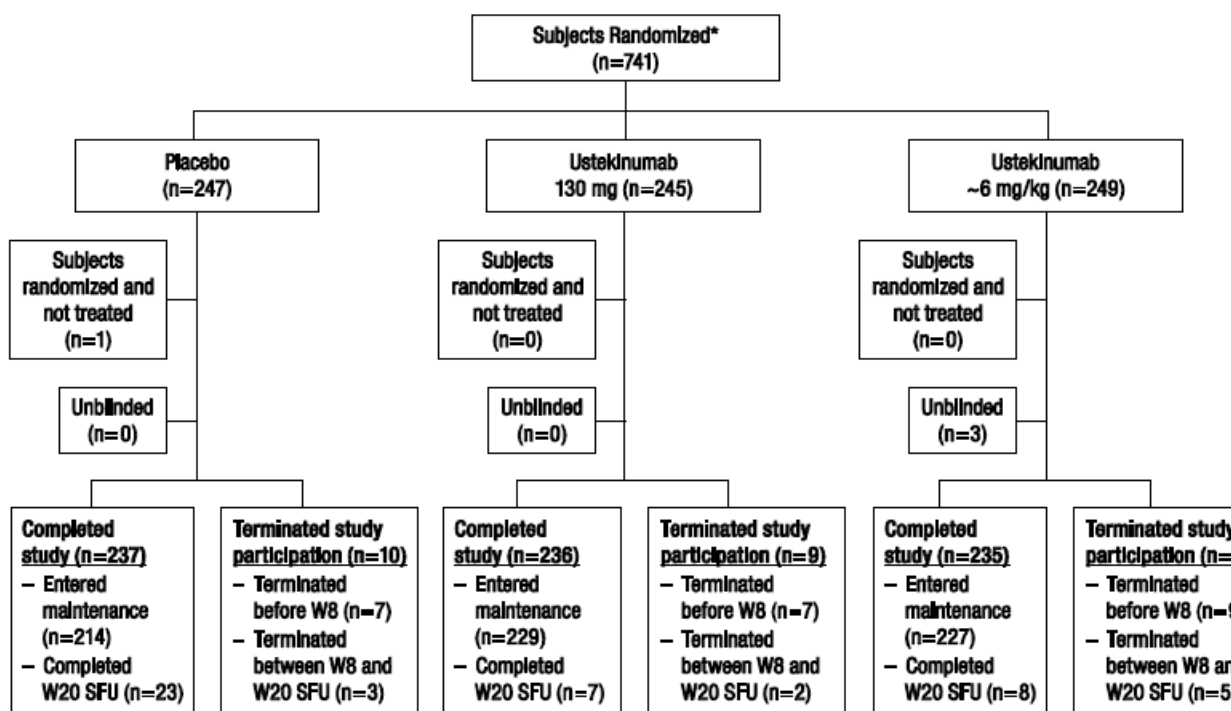 Subjects Randomized*
(n=741)
Placebo
(n=247)
Ustekinumab
130 mg (n=245)
Ustekinumab
~6 mg/kg (n=249)
Subjects
randomized and
not treated
(n=1)
Subjects
randomized and
not treated
(n=0)
Subjects
randomized and
not treated
(n=0)
Unblinded
(n=0)
Unblinded
(n=0)
Unblinded
(n=3)
Completed
study (n=237)
– Entered
maintenance
(n=214)
– Completed
W20 SFU (n=23)
Terminated study
participation (n=10)
– Terminated
before W8 (n=7)
– Terminated
between W8 and
W20 SFU (n=3)
Completed
study (n=236)
– Entered
maintenance
(n=229)
– Completed
W20 SFU (n=7)
Terminated study
participation (n=9)
– Terminated
before W8 (n=7)
– Terminated
between W8 and
W20 SFU (n=2)
Completed
study (n=235)
– Entered
maintenance
(n=227)
– Completed
W20 SFU (n=8)
Terminated study
participation (n=
– Terminated
before W8 (n=
– Terminated
between W8 an
W20 SFU (n=5